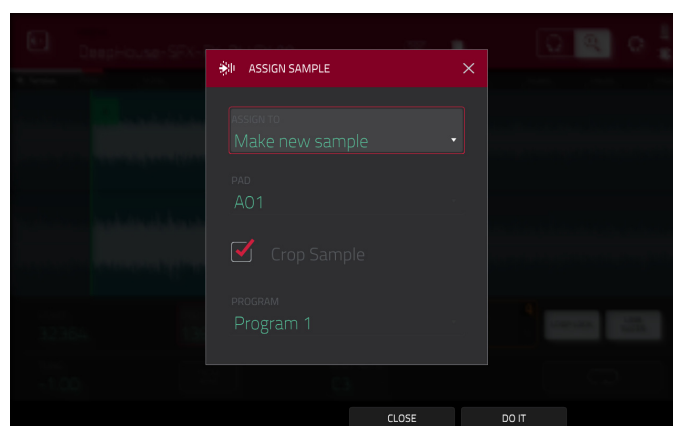 ASSIGN SAMPLE
ASSIGN TO
Make new sample
PAD
A01
Crop Sample
PROGRAM
Program 1
CLOSE
DO IT